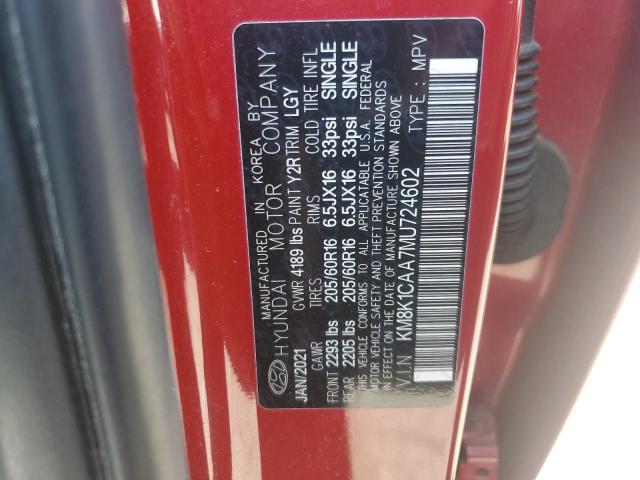 MANUFACTURED IN KOREA BY
HYUNDAI MOTOR COMPANY
JAN/2021 GVWR 4189 lbs PAINT Y2R TRIM LGY
GAWR TIRES RIMS COLD TIRE INFL
FRONT 2293 lbs 205/60R16 6.5JX16 33psi SINGLE
REAR 2205 lbs 205/60R16 6.5JX16 33psi SINGLE
THIS VEHICLE CONFORMS TO ALL APPLICABLE U.S.A. FEDERAL
MOTOR VEHICLE SAFETY AND THEFT PREVENTION STANDARDS IN
EFFECT ON THE DATE OF MANUFACTURE SHOWN ABOVE
V.I.N KM8K1CAA7MU724602 TYPE : MPV